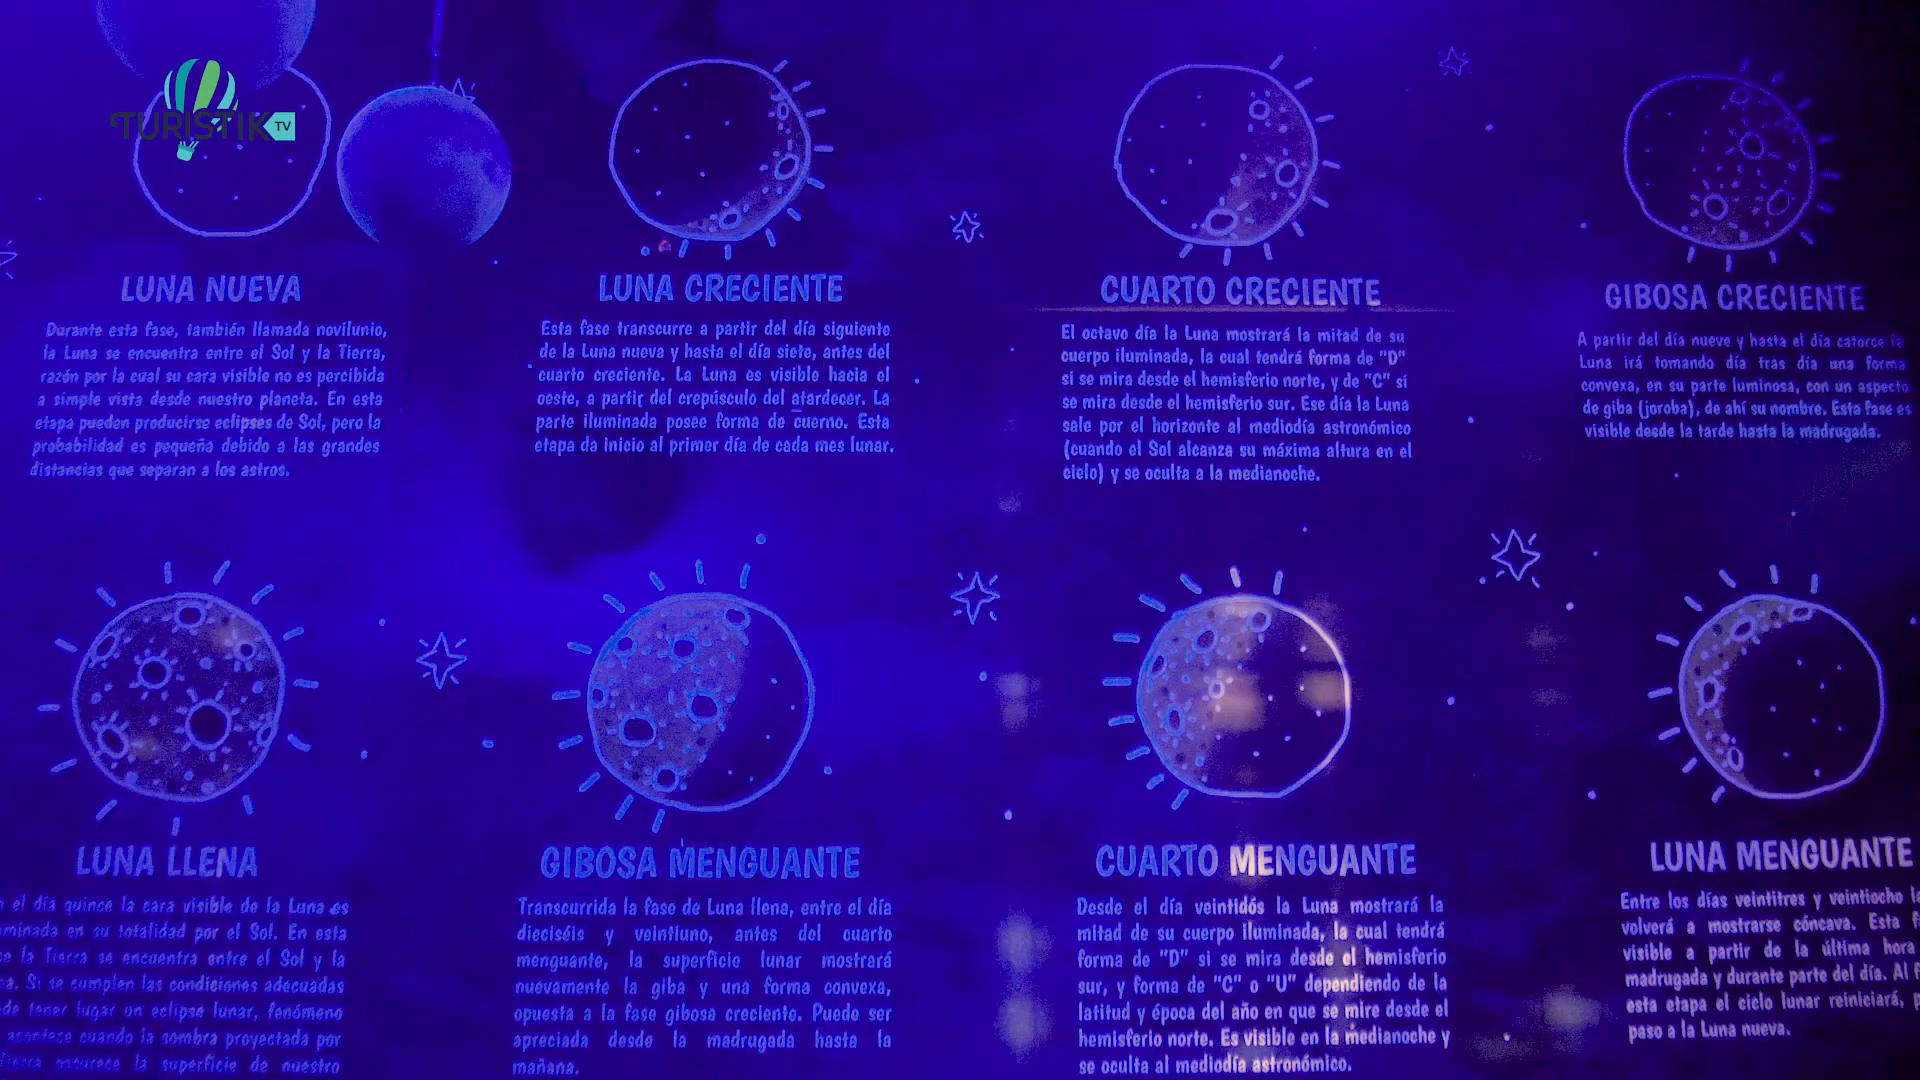 TURISTIK TV
LUNA NUEVA
Durante esta fase, también llamada novilunio,
la Luna se encuentra entre el Sol y la Tierra,
razón por la cual su cara visible no es percibida
a simple vista desde nuestro planeta. En esta
etapa pueden producirse eclipses de Sol, pero la
probabilidad es pequeña debido a las grandes
distancias que separan a los astros.
LUNA CRECIENTE
Esta fase transcurre a partir del día siguiente
de la Luna nueva y hasta el día siete, antes del
cuarto creciente. La Luna es visible hacia el
oeste, a partir del crepúsculo del atardecer. La
parte iluminada posee forma de cuerno. Esta
etapa da inicio al primer día de cada mes lunar.
CUARTO CRECIENTE
El octavo día la Luna mostrará la mitad de su
cuerpo iluminada, la cual tendrá forma de "D"
si se mira desde el hemisferio norte, y de "C" si
se mira desde el hemisferio sur. Ese día la Luna
sale por el horizonte al mediodía astronómico
(cuando el Sol alcanza su máxima altura en el
cielo) y se oculta a la medianoche.
GIBOSA CRECIENTE
A partir del día nueve y hasta el día catorce la
Luna irá tomando día tras día una forma
convexa, en su parte luminosa, con un aspecto
de giba (joroba), de ahí su nombre. Esta fase es
visible desde la tarde hasta la madrugada.
LUNA LLENA
el día quince la cara visible de la Luna es
en su totalidad por el Sol. En esta
la Tierra se encuentra entre el Sol y la
Si se cumplen las condiciones adecuadas
tener lugar un eclipse lunar, fenómeno
acontece cuando la sombra proyectada por
oscurece la superficie de nuestro
GIBOSA MENGUANTE
Transcurrida la fase de Luna llena, entre el día
dieciséis y veintiuno, antes del cuarto
menguante, la superficie lunar mostrará
nuevamente la giba y una forma convexa,
opuesta a la fase gibosa creciente. Puede ser
apreciada desde la madrugada hasta la
mañana.
CUARTO MENGUANTE
Desde el día veintidós la Luna mostrará la
mitad de su cuerpo iluminada, la cual tendrá
forma de "D" si se mira desde el hemisferio
sur, y forma de "C" o "U" dependiendo de la
latitud y época del año en que se mire desde el
hemisferio norte. Es visible en la medianoche y
se oculta al mediodía astronómico.
LUNA MENGUANTE
Entre los días veintitres y veintiocho la
volverá a mostrarse cóncava. Esta
visible a partir de la última hora
madrugada y durante parte del día. Al
esta etapa el ciclo lunar reiniciará,
paso a la Luna nueva.